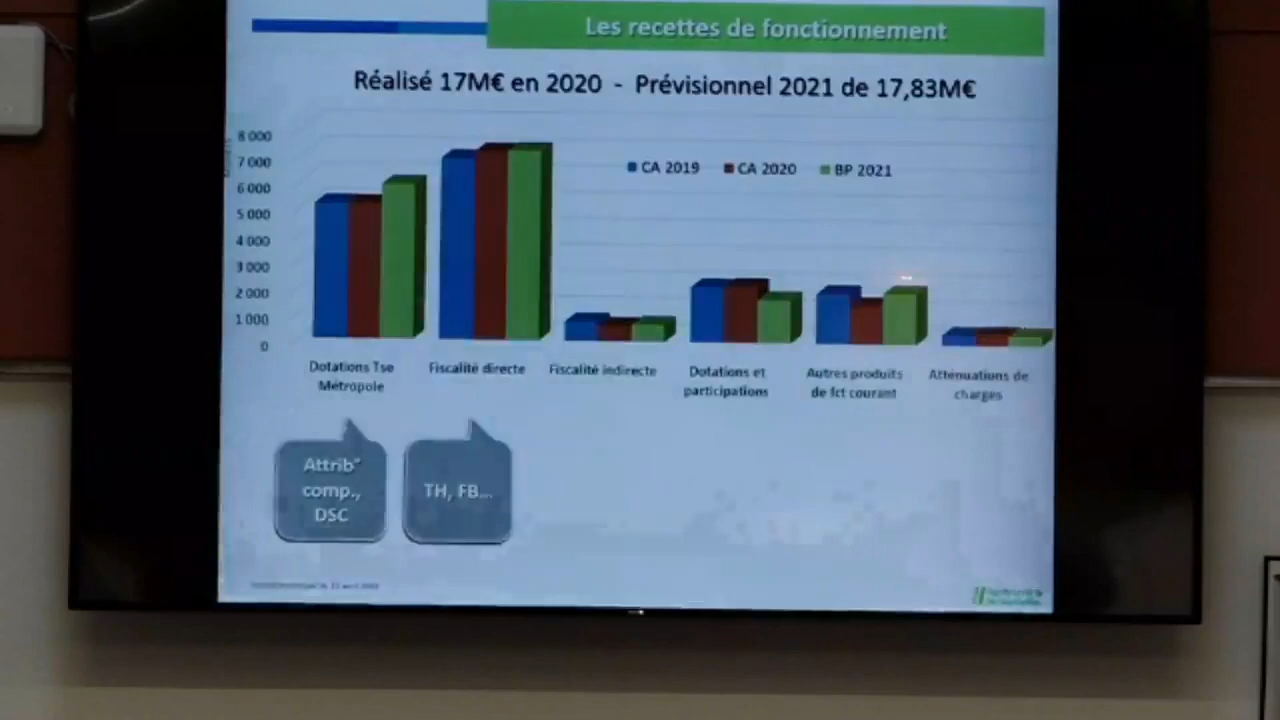 Les recettes de fonctionnement
Réalisé 17M€ en 2020 - Prévisionnel 2021 de 17,83M€
8 000
7 000
6 000
5 000
4 000
3 000
2 000
1 000
0
CA 2019 CA 2020 BP 2021
Dotations Tse Métropole
Fiscalité directe
Fiscalité indirecte
Dotations et participations
Autres produits de fct courant
Atténuations de charges
Attrib°
comp.,
DSC
TH, FB...